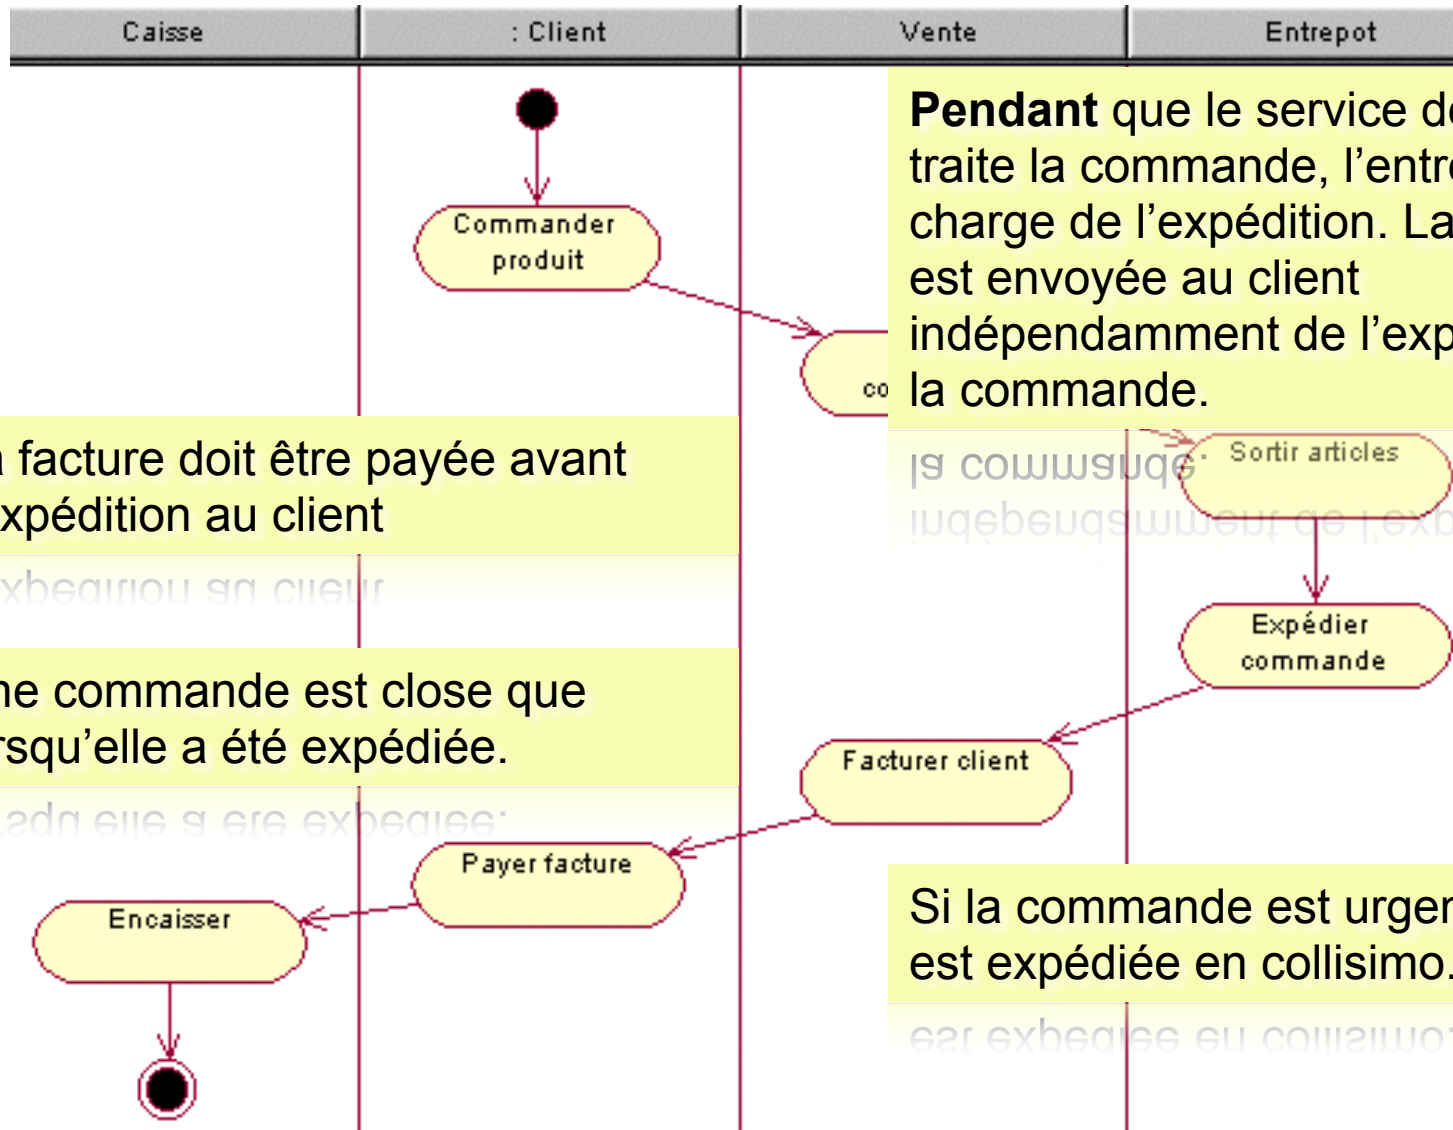 Caisse
: Client
Vente
Entrepot
Commander
produit
Pendant que le service de
traite la commande, l’entre
charge de l’expédition. La
est envoyée au client
indépendamment de l’exp
la commande.
co
Sortir articles
a facture doit être payée avant
xpédition au client
Expédier
commande
ne commande est close que
rsqu’elle a été expédiée.
Facturer client
Payer facture
Encaisser
Si la commande est urgen
est expédiée en collisimo.